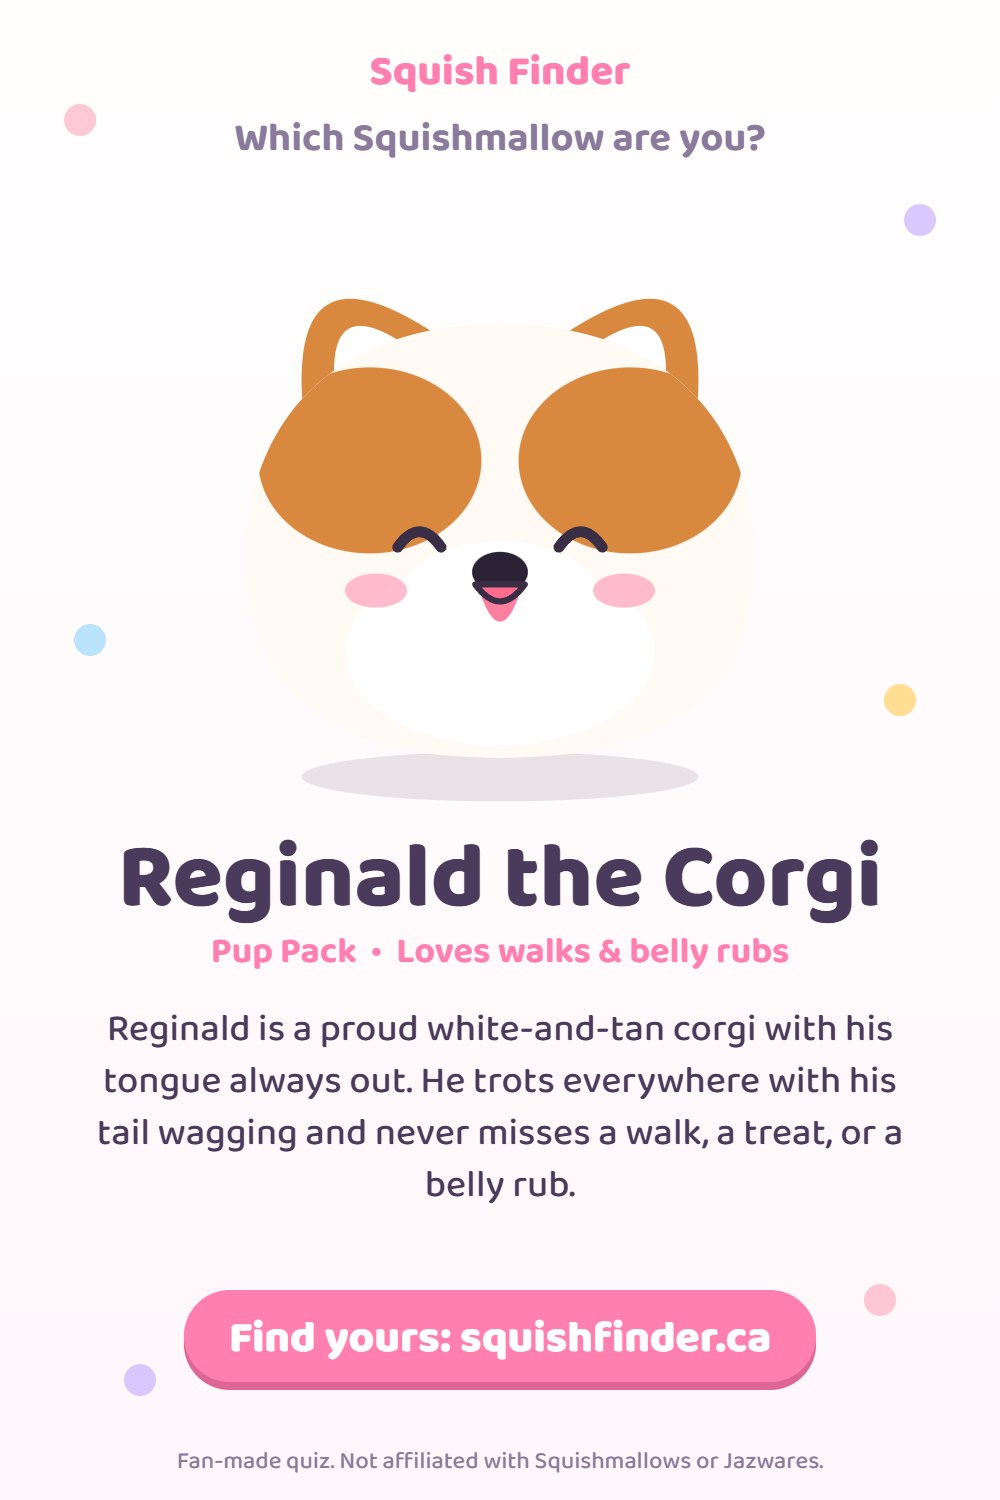 Squish Finder
Which Squishmallow are you?
Reginald the Corgi
Pup Pack • Loves walks & belly rubs
Reginald is a proud white-and-tan corgi with his
tongue always out. He trots everywhere with his
tail wagging and never misses a walk, a treat, or a
belly rub.
Find yours: squishfinder.ca
Fan-made quiz. Not affiliated with Squishmallows or Jazwares.